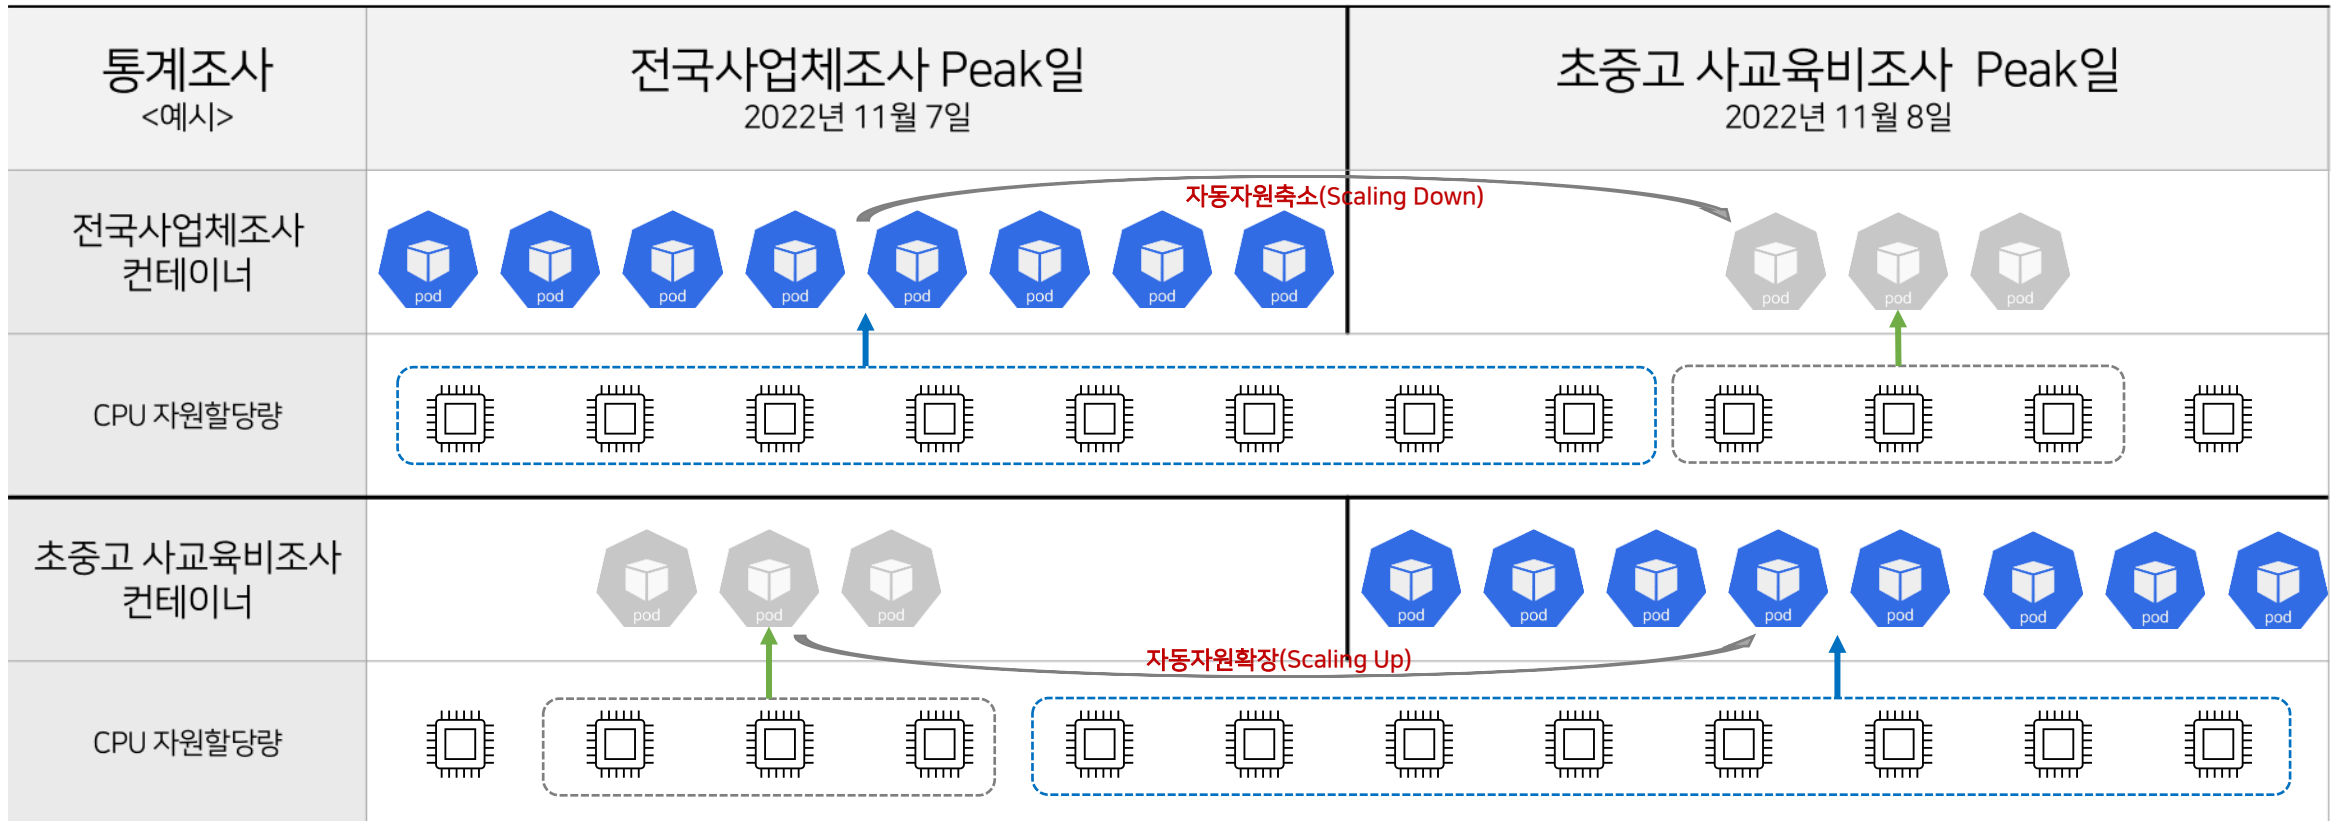 통계조사
<예시>
전국사업체조사 Peak일
2022년 11월 7일
초중고 사교육비조사 Peak일
2022년 11월 8일
전국사업체조사
컨테이너
자동자원축소(Scaling Down)
pod pod pod pod pod pod pod pod
pod pod pod
CPU 자원할당량
초중고 사교육비조사
컨테이너
pod pod pod
pod pod pod pod pod pod pod pod
자동자원확장(Scaling Up)
CPU 자원할당량